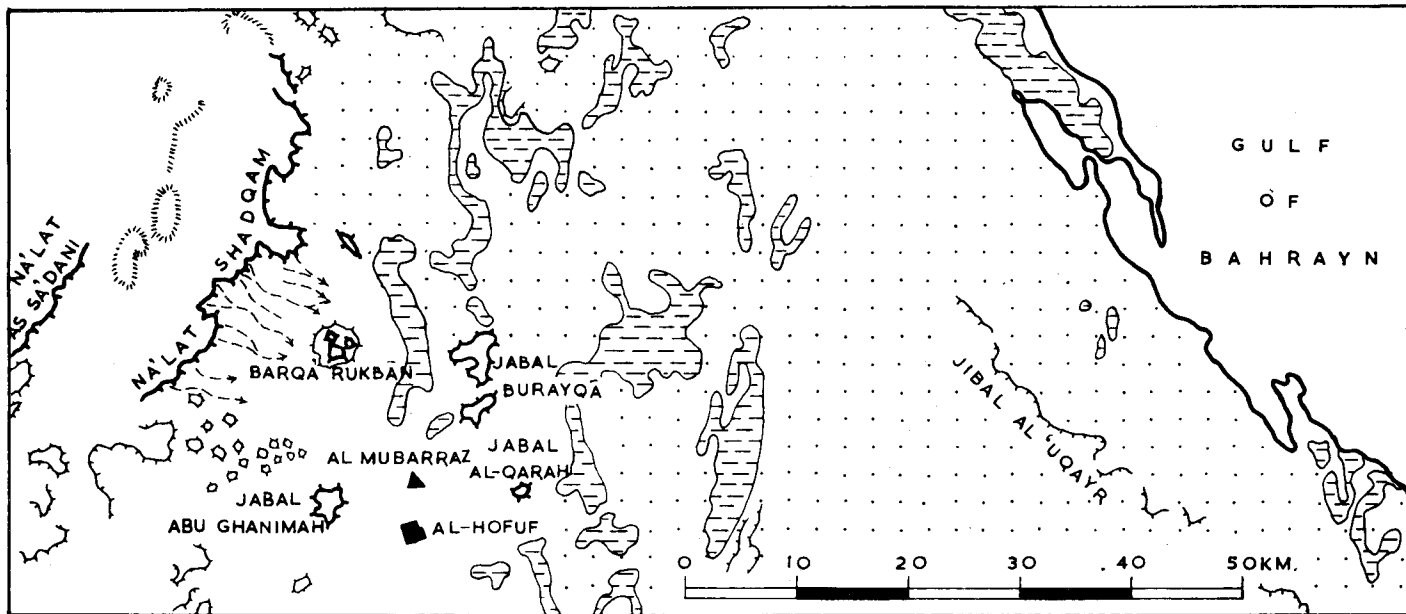 GULF
OF
BAHRAYN
NA'LAT
AS SA'DANI
NA'LAT SHADQAM
BARQA RUKBAN
JABAL
BURAYQA
JIBAL AL 'UQAYR
AL MUBARRAZ
JABAL
AL-QARAH
JABAL
ABU GHANIMAH
AL-HOFUF
0 10 20 30 40 50KM.